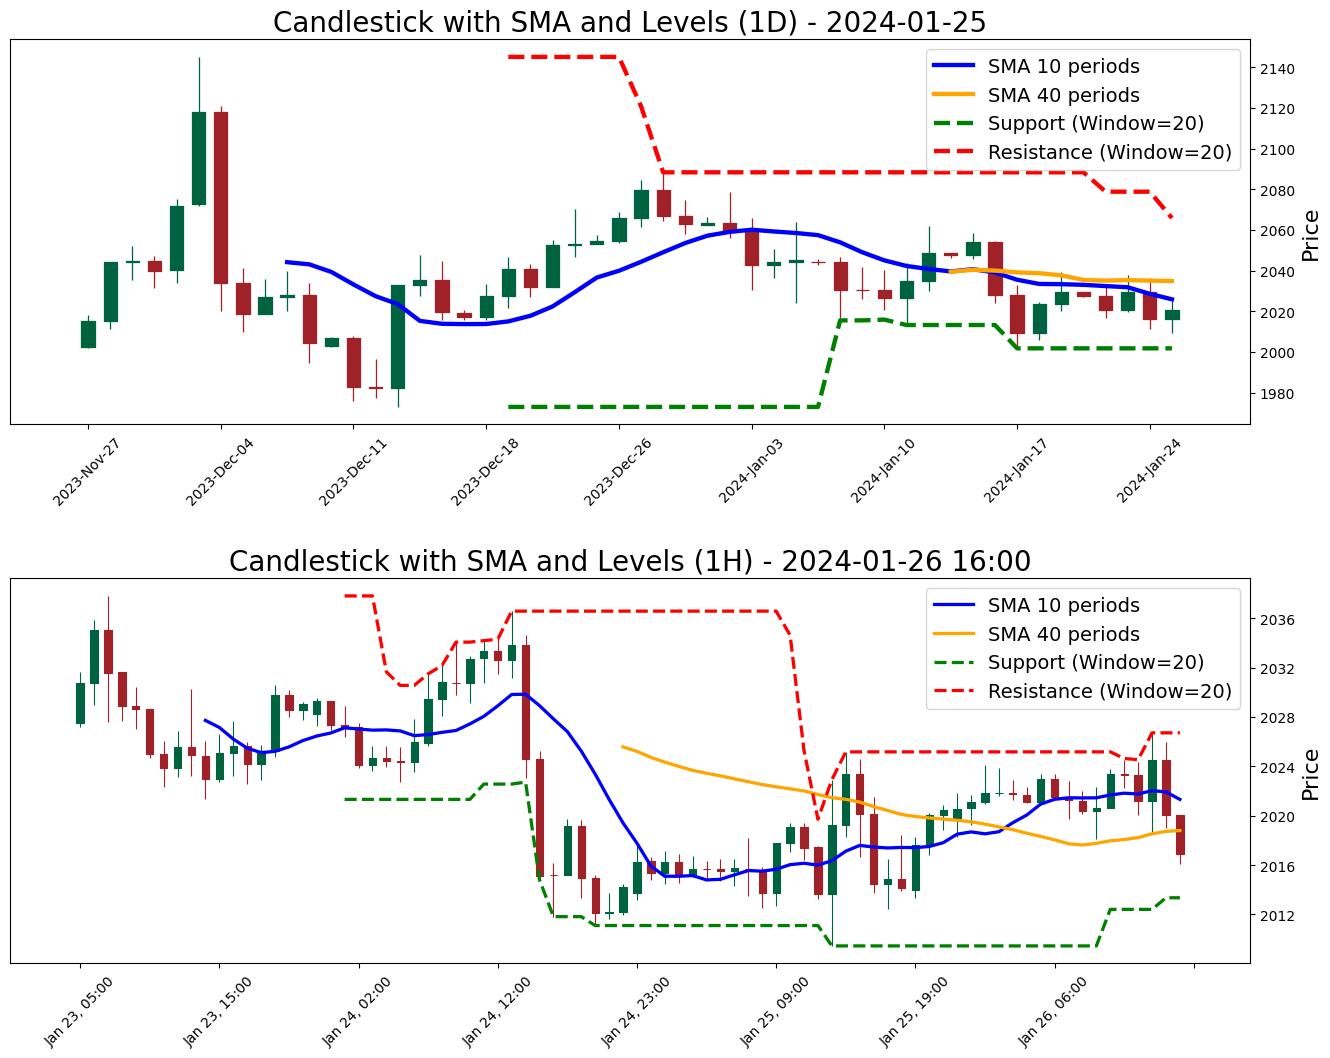 Candlestick with SMA and Levels (1D) - 2024-01-25
SMA 10 periods
SMA 40 periods
Support (Window=20)
Resistance (Window=20)
2140
2120
2100
2080
2060
2040
2020
2000
1980
Price
2023-Nov-27
2023-Dec-04
2023-Dec-11
2023-Dec-18
2023-Dec-26
2024-Jan-03
2024-Jan-10
2024-Jan-17
2024-Jan-24
Candlestick with SMA and Levels (1H) - 2024-01-26 16:00
SMA 10 periods
SMA 40 periods
Support (Window=20)
Resistance (Window=20)
2036
2032
2028
2024
2020
2016
2012
Price
Jan 23, 05:00
Jan 23, 15:00
Jan 24, 02:00
Jan 24, 12:00
Jan 24, 23:00
Jan 25, 09:00
Jan 25, 19:00
Jan 26, 06:00